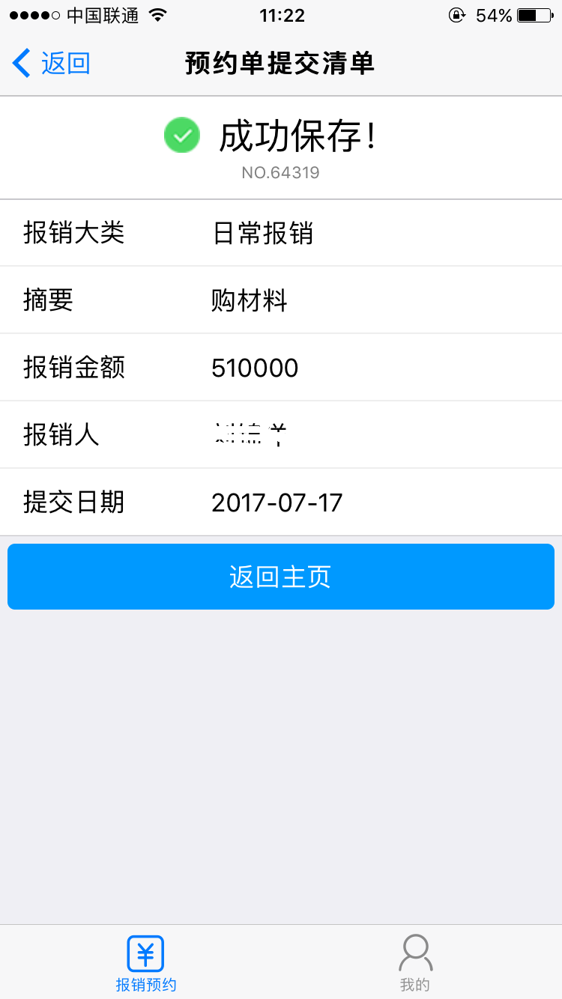 中国联通 11:22 54%
返回 预约单提交清单
成功保存！
NO.64319
报销大类 日常报销
摘要 购材料
报销金额 510000
报销人
提交日期 2017-07-17
返回主页
报销预约 我的